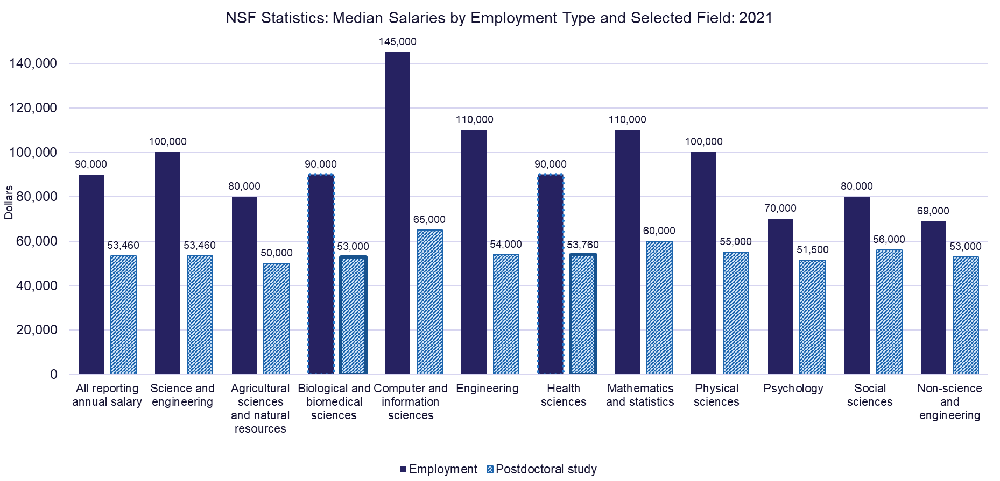 NSF Statistics: Median Salaries by Employment Type and Selected Field: 2021
Dollars
140,000
120,000
100,000
80,000
60,000
40,000
20,000
0
90,000
53,460
100,000
53,460
80,000
50,000
90,000
53,000
145,000
65,000
110,000
54,000
90,000
53,760
110,000
60,000
100,000
55,000
70,000
51,500
80,000
56,000
69,000
53,000
All reporting
annual salary
Science and
engineering
Agricultural
sciences
and natural
resources
Biological and
biomedical
sciences
Computer and
information
sciences
Engineering
Health
sciences
Mathematics
and statistics
Physical
sciences
Psychology
Social
sciences
Non-science
and
engineering
Employment
Postdoctoral study